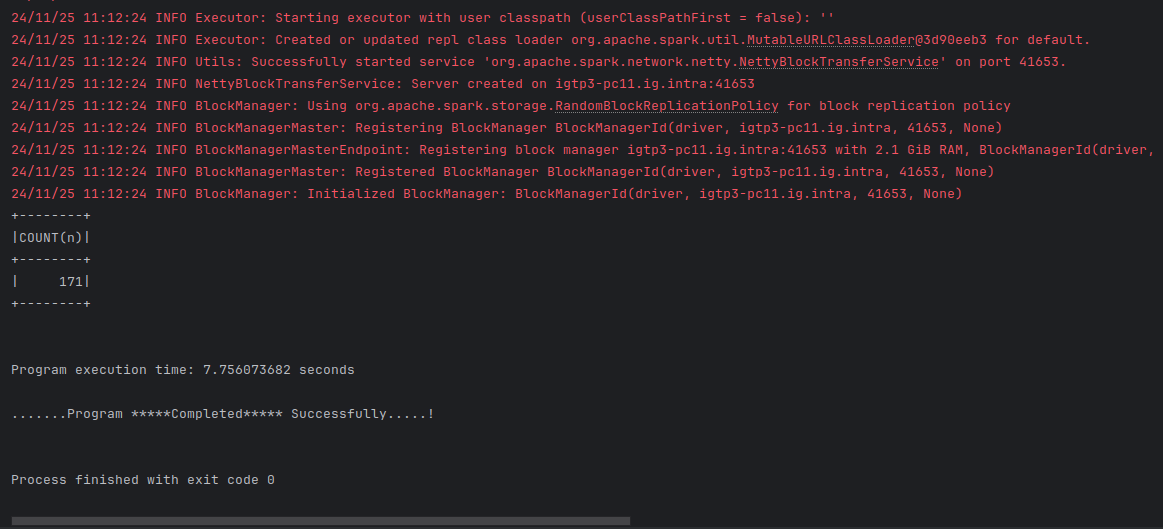 24/11/25 11:12:24 INFO Executor: Starting executor with user classpath (userClassPathFirst = false): ''
24/11/25 11:12:24 INFO Executor: Created or updated repl class loader org.apache.spark.util.MutableURLClassLoader@3d90eeb3 for default.
24/11/25 11:12:24 INFO Utils: Successfully started service 'org.apache.spark.network.netty.NettyBlockTransferService' on port 41653.
24/11/25 11:12:24 INFO NettyBlockTransferService: Server created on igtp3-pc11.ig.intra:41653
24/11/25 11:12:24 INFO BlockManager: Using org.apache.spark.storage.RandomBlockReplicationPolicy for block replication policy
24/11/25 11:12:24 INFO BlockManagerMaster: Registering BlockManager BlockManagerId(driver, igtp3-pc11.ig.intra, 41653, None)
24/11/25 11:12:24 INFO BlockManagerMasterEndpoint: Registering block manager igtp3-pc11.ig.intra:41653 with 2.1 GiB RAM, BlockManagerId(driver,
24/11/25 11:12:24 INFO BlockManagerMaster: Registered BlockManager BlockManagerId(driver, igtp3-pc11.ig.intra, 41653, None)
24/11/25 11:12:24 INFO BlockManager: Initialized BlockManager: BlockManagerId(driver, igtp3-pc11.ig.intra, 41653, None)
+--------+
|COUNT(n)|
+--------+
|     171|
+--------+
Program execution time: 7.756073682 seconds
.......Program *****Completed***** Successfully.....!
Process finished with exit code 0